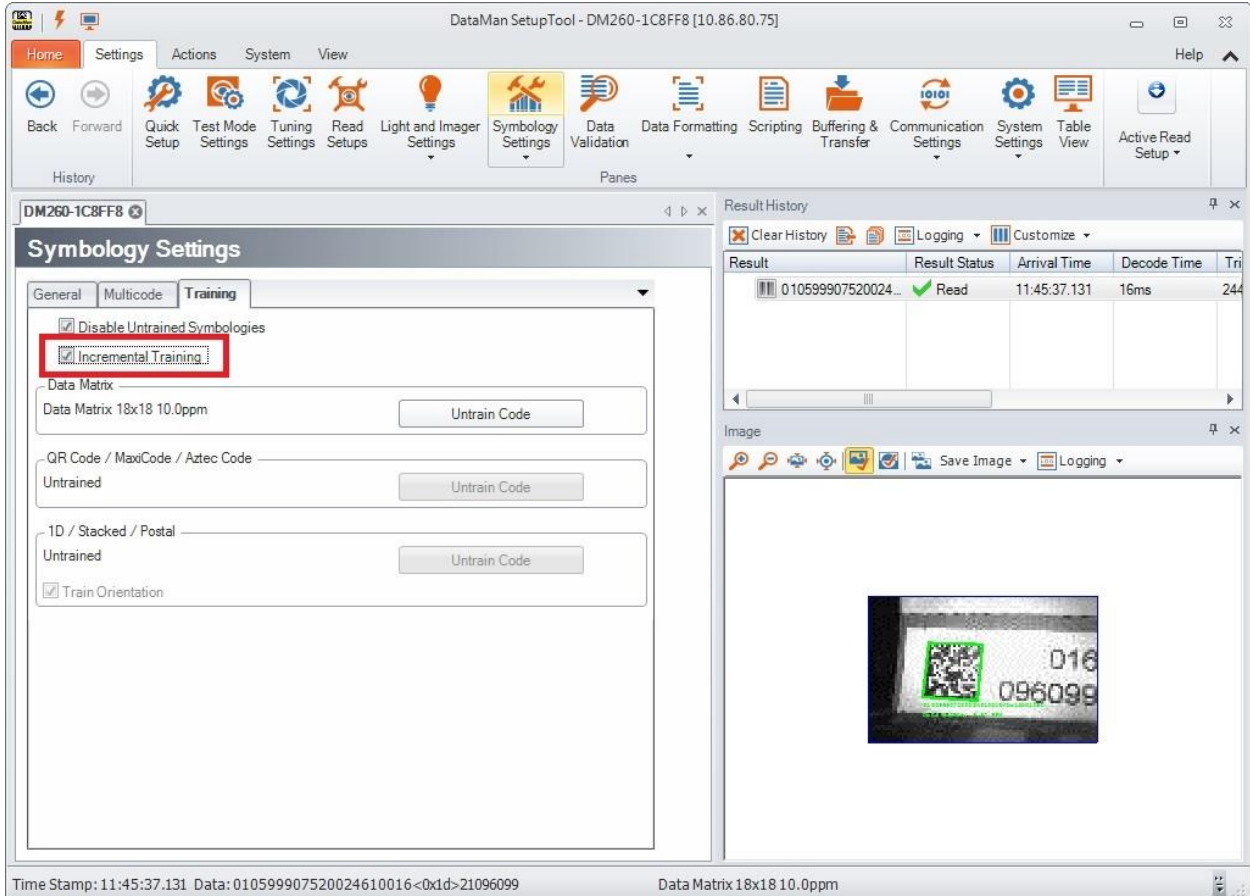 DataMan SetupTool - DM260-1C8FF8 [10.86.80.75]
Home Settings Actions System View Help
Back Forward Quick Setup Test Mode Settings Tuning Settings Read Setups Light and Imager Settings Symbology Settings Data Validation Data Formatting Scripting Buffering & Transfer Communication Settings System Settings Table View Active Read Setup
History Panes
DM260-1C8FF8
Symbology Settings
General Multicode Training
Disable Untrained Symbologies
Incremental Training
Data Matrix
Data Matrix 18x18 10.0ppm Untrain Code
QR Code / MaxiCode / Aztec Code
Untrained Untrain Code
1D / Stacked / Postal
Untrained Untrain Code
Train Orientation
Result History
Clear History Logging Customize
Result Result Status Arrival Time Decode Time Tri
010599907520024... Read 11:45:37.131 16ms 244
Image
Save Image Logging
016
096099
Time Stamp: 11:45:37.131 Data: 010599907520024610016<0x1d>21096099 Data Matrix 18x18 10.0ppm